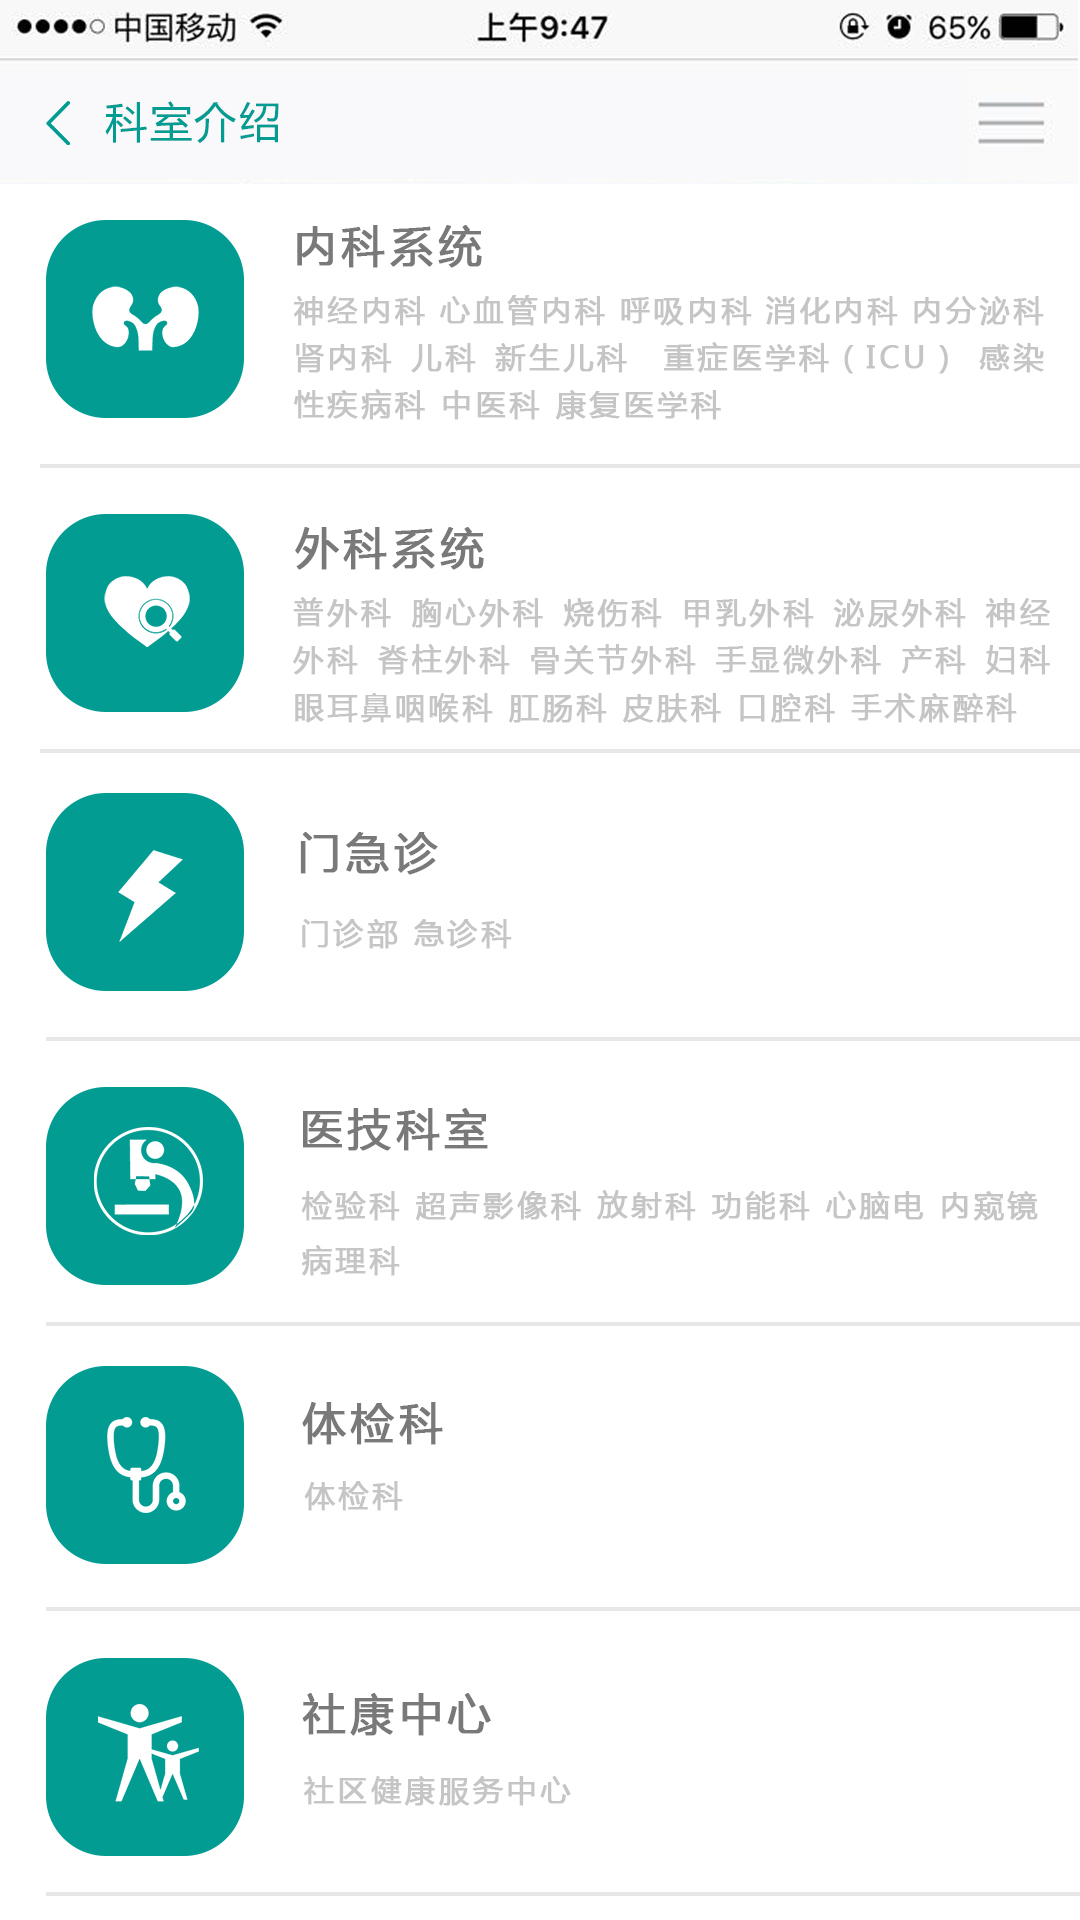 中国移动 上午9:47 65%
科室介绍
内科系统
神经内科 心血管内科 呼吸内科 消化内科 内分泌科
肾内科 儿科 新生儿科 重症医学科（ICU） 感染
性疾病科 中医科 康复医学科
外科系统
普外科 胸心外科 烧伤科 甲乳外科 泌尿外科 神经
外科 脊柱外科 骨关节外科 手显微外科 产科 妇科
眼耳鼻咽喉科 肛肠科 皮肤科 口腔科 手术麻醉科
门急诊
门诊部 急诊科
医技科室
检验科 超声影像科 放射科 功能科 心脑电 内窥镜
病理科
体检科
体检科
社康中心
社区健康服务中心